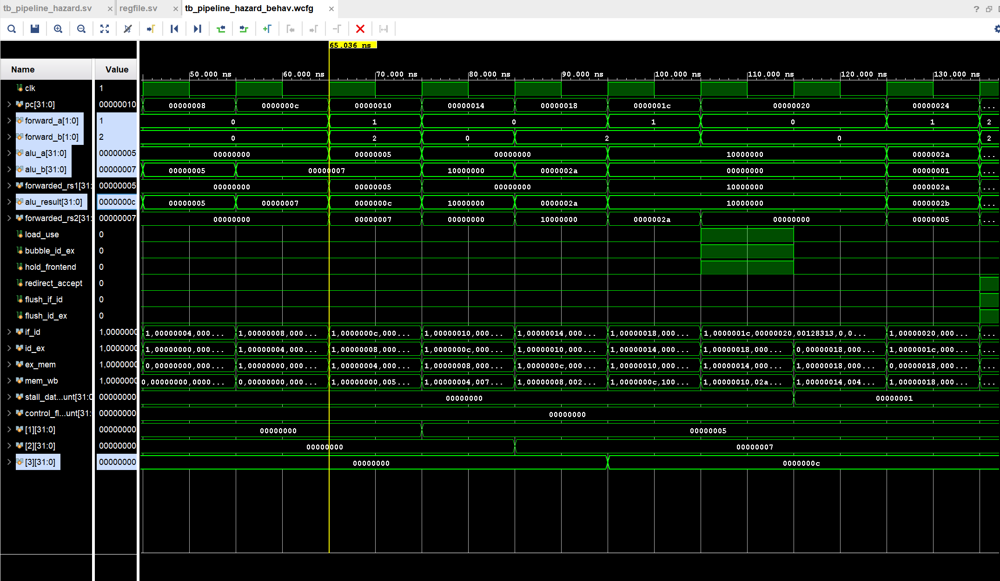 tb_pipeline_hazard.sv × regfile.sv × tb_pipeline_hazard_behav.wcfg × ?
65.036 ns
Name Value
50.000 ns 60.000 ns 70.000 ns 80.000 ns 90.000 ns 100.000 ns 110.000 ns 120.000 ns 130.000 ns
clk 1
pc[31:0] 00000010 00000008 0000000c 00000010 00000014 00000018 0000001c 00000020 00000024 ...
forward_a[1:0] 1 0 1 0 1 0 1 2
forward_b[1:0] 2 0 2 0 2 0 2
alu_a[31:0] 00000005 00000000 00000005 00000000 10000000 0000002a ...
alu_b[31:0] 00000007 00000005 00000007 10000000 0000002a 00000000 00000001 ...
forwarded_rs1[31: 00000005 00000000 00000005 00000000 10000000 0000002a ...
alu_result[31:0] 0000000c 00000005 00000007 0000000c 10000000 0000002a 10000000 0000002b ...
forwarded_rs2[31: 00000007 00000000 00000007 00000000 10000000 0000002a 00000000 00000005 ...
load_use 0
bubble_id_ex 0
hold_frontend 0
redirect_accept 0
flush_if_id 0
flush_id_ex 0
if_id 1,0000000 1,00000004,000... 1,00000008,000... 1,0000000c,000... 1,00000010,000... 1,00000014,000... 1,00000018,000... 1,0000001c,00000020,00128313,0,0... 1,00000020,000... ...
id_ex 1,0000000 1,00000000,000... 1,00000004,000... 1,00000008,000... 1,0000000c,000... 1,00000010,000... 1,00000014,000... 1,00000018,000... 0,00000018,000... 1,0000001c,000... ...
ex_mem 1,0000000 0,00000000,000... 1,00000000,000... 1,00000004,000... 1,00000008,000... 1,0000000c,000... 1,00000010,000... 1,00000014,000... 1,00000018,000... 0,00000018,000... ...
mem_wb 1,0000000 0,00000000,0000... 0,00000000,000... 1,00000000,005... 1,00000004,007... 1,00000008,002... 1,0000000c,100... 1,00000010,02a... 1,00000014,004... 1,00000018,000... ...
stall_dat...unt[31:0 00000000 00000000 00000001
control_fl...unt[31: 00000000 00000000
[1][31:0] 00000000 00000000 00000005
[2][31:0] 00000000 00000000 00000007
[3][31:0] 00000000 00000000 0000000c